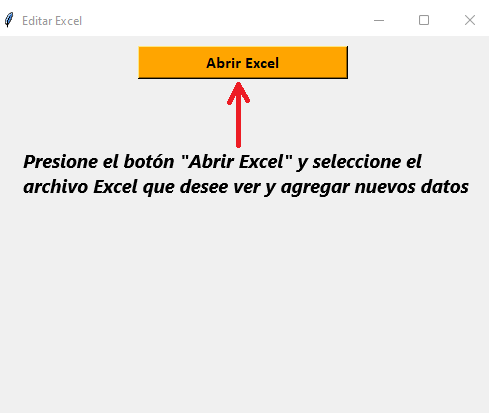 Editar Excel
Abrir Excel
Presione el botón "Abrir Excel" y seleccione el
archivo Excel que desee ver y agregar nuevos datos